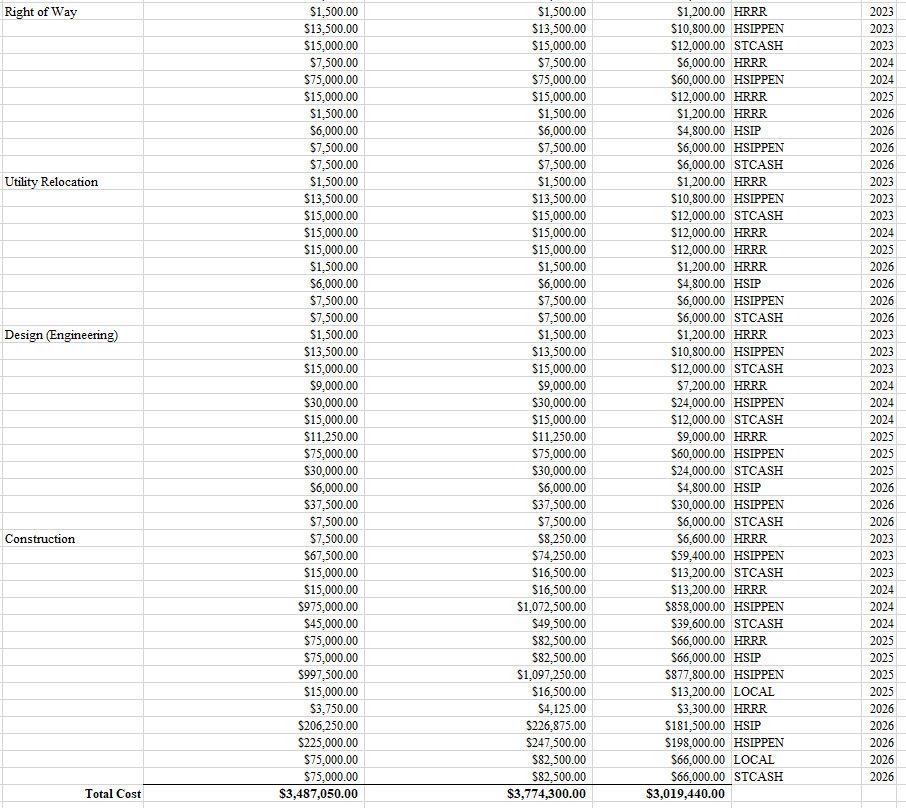 Right of Way $1,500.00 $1,500.00 $1,200.00 HRRR 2023
$13,500.00 $13,500.00 $10,800.00 HSIPPEN 2023
$15,000.00 $15,000.00 $12,000.00 STCASH 2023
$7,500.00 $7,500.00 $6,000.00 HRRR 2024
$75,000.00 $75,000.00 $60,000.00 HSIPPEN 2024
$15,000.00 $15,000.00 $12,000.00 HRRR 2025
$1,500.00 $1,500.00 $1,200.00 HRRR 2026
$6,000.00 $6,000.00 $4,800.00 HSIP 2026
$7,500.00 $7,500.00 $6,000.00 HSIPPEN 2026
$7,500.00 $7,500.00 $6,000.00 STCASH 2026
Utility Relocation $1,500.00 $1,500.00 $1,200.00 HRRR 2023
$13,500.00 $13,500.00 $10,800.00 HSIPPEN 2023
$15,000.00 $15,000.00 $12,000.00 STCASH 2023
$15,000.00 $15,000.00 $12,000.00 HRRR 2024
$15,000.00 $15,000.00 $12,000.00 HRRR 2025
$1,500.00 $1,500.00 $1,200.00 HRRR 2026
$6,000.00 $6,000.00 $4,800.00 HSIP 2026
$7,500.00 $7,500.00 $6,000.00 HSIPPEN 2026
$7,500.00 $7,500.00 $6,000.00 STCASH 2026
Design (Engineering) $1,500.00 $1,500.00 $1,200.00 HRRR 2023
$13,500.00 $13,500.00 $10,800.00 HSIPPEN 2023
$15,000.00 $15,000.00 $12,000.00 STCASH 2023
$9,000.00 $9,000.00 $7,200.00 HRRR 2024
$30,000.00 $30,000.00 $24,000.00 HSIPPEN 2024
$15,000.00 $15,000.00 $12,000.00 STCASH 2024
$11,250.00 $11,250.00 $9,000.00 HRRR 2025
$75,000.00 $75,000.00 $60,000.00 HSIPPEN 2025
$30,000.00 $30,000.00 $24,000.00 STCASH 2025
$6,000.00 $6,000.00 $4,800.00 HSIP 2026
$37,500.00 $37,500.00 $30,000.00 HSIPPEN 2026
$7,500.00 $7,500.00 $6,000.00 STCASH 2026
Construction $7,500.00 $8,250.00 $6,600.00 HRRR 2023
$67,500.00 $74,250.00 $59,400.00 HSIPPEN 2023
$15,000.00 $16,500.00 $13,200.00 STCASH 2023
$15,000.00 $16,500.00 $13,200.00 HRRR 2024
$975,000.00 $1,072,500.00 $858,000.00 HSIPPEN 2024
$45,000.00 $49,500.00 $39,600.00 STCASH 2024
$75,000.00 $82,500.00 $66,000.00 HRRR 2025
$75,000.00 $82,500.00 $66,000.00 HSIP 2025
$997,500.00 $1,097,250.00 $877,800.00 HSIPPEN 2025
$15,000.00 $16,500.00 $13,200.00 LOCAL 2025
$3,750.00 $4,125.00 $3,300.00 HRRR 2026
$206,250.00 $226,875.00 $181,500.00 HSIP 2026
$225,000.00 $247,500.00 $198,000.00 HSIPPEN 2026
$75,000.00 $82,500.00 $66,000.00 LOCAL 2026
$75,000.00 $82,500.00 $66,000.00 STCASH 2026
Total Cost $3,487,050.00 $3,774,300.00 $3,019,440.00